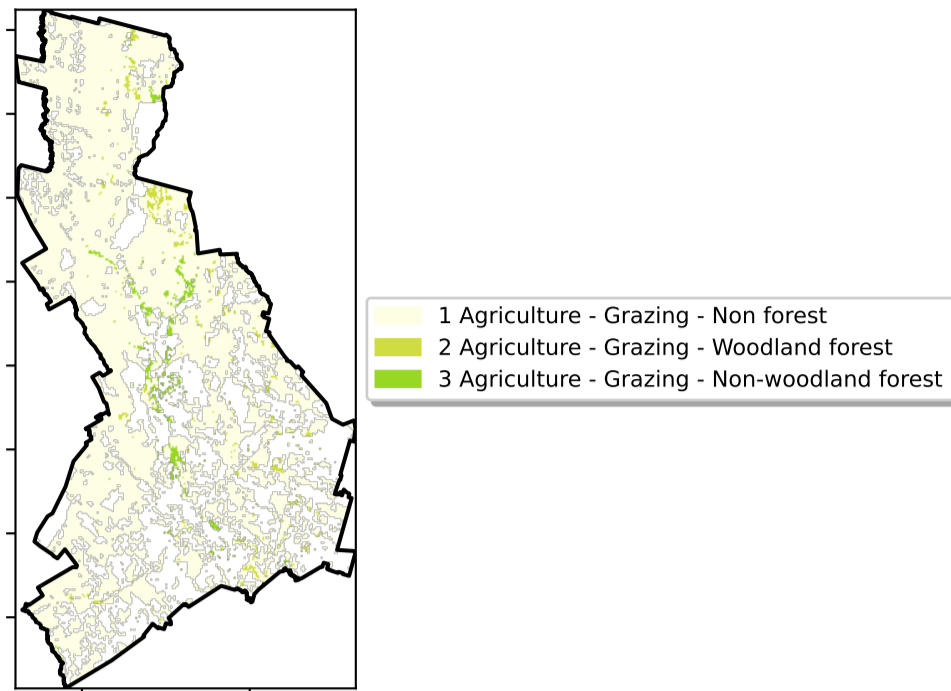 1 Agriculture - Grazing - Non forest
2 Agriculture - Grazing - Woodland forest
3 Agriculture - Grazing - Non-woodland forest